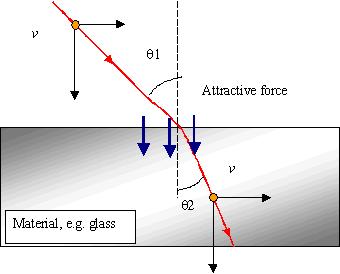 v
θ1
Attractive force
v
θ2
Material, e.g. glass